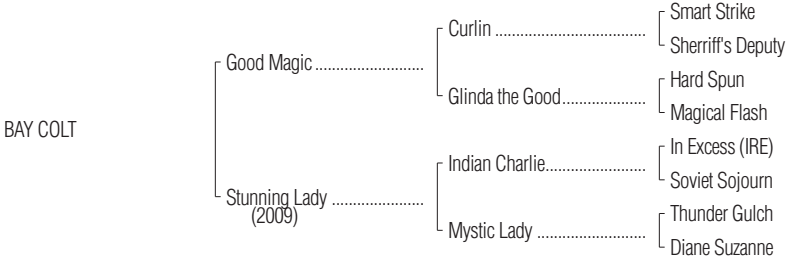 Smart Strike
Curlin ....................................
Sherriff's Deputy
Good Magic ..........................
Hard Spun
Glinda the Good....................
Magical Flash
BAY COLT
In Excess (IRE)
Indian Charlie........................
Soviet Sojourn
Stunning Lady ......................
(2009)
Thunder Gulch
Mystic Lady ..........................
Diane Suzanne